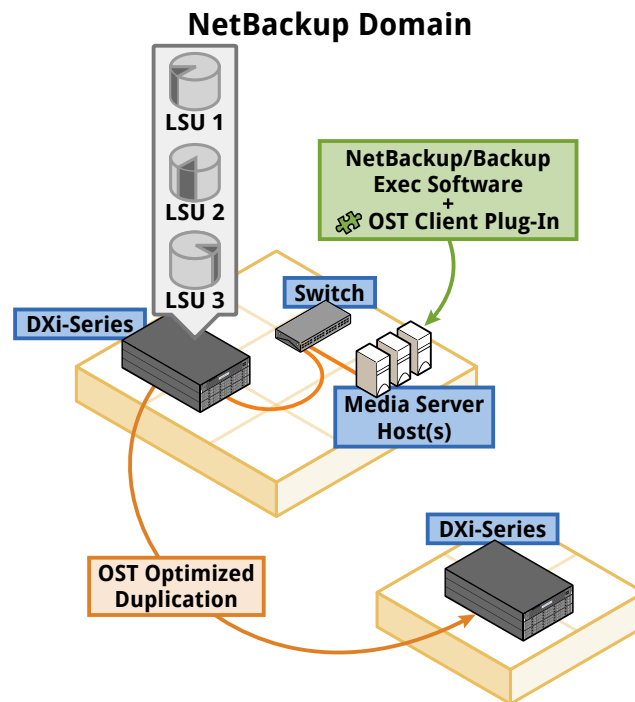 NetBackup Domain
LSU 1
LSU 2
LSU 3
NetBackup/Backup
Exec Software
+
OST Client Plug-In
Switch
DXi-Series
Media Server
Host(s)
DXi-Series
OST Optimized
Duplication